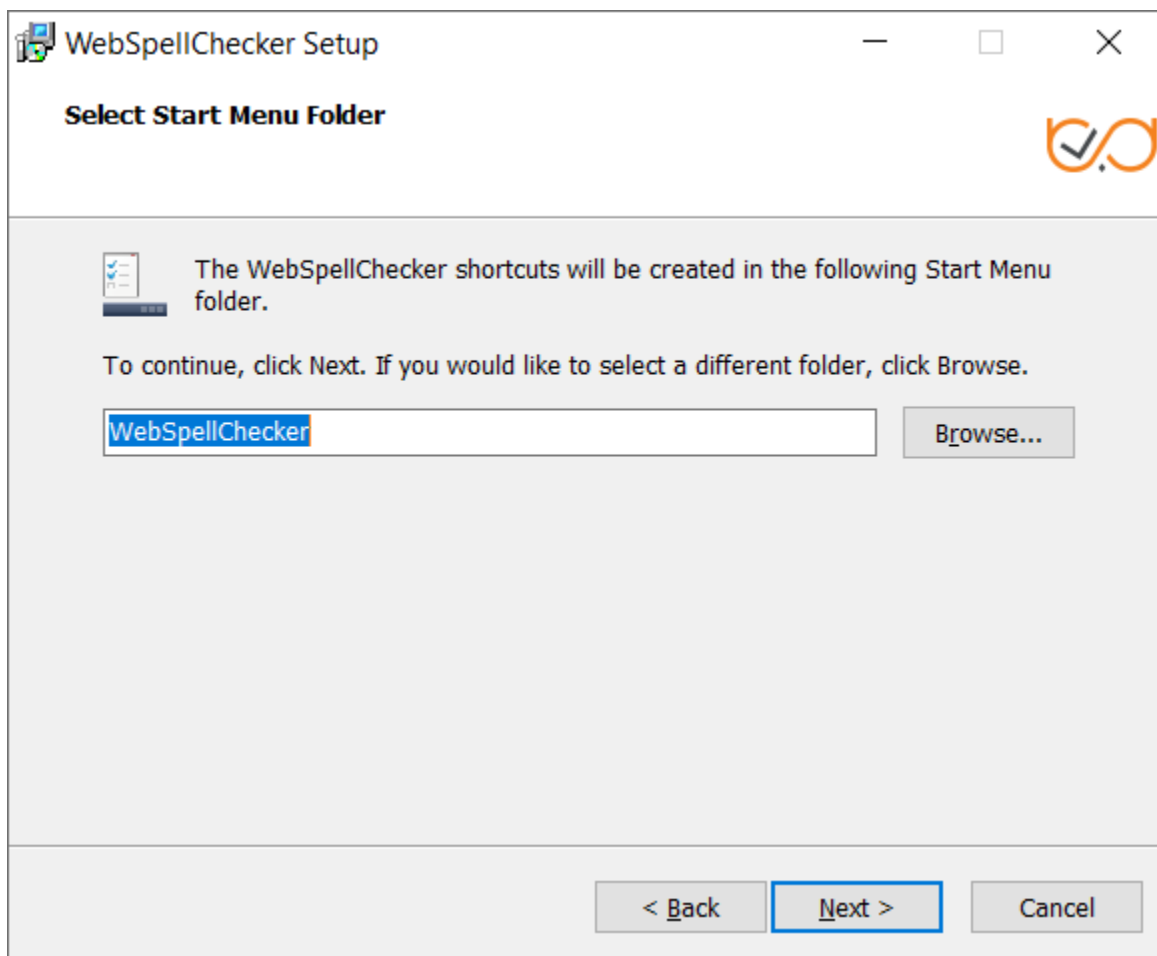 WebSpellChecker Setup
Select Start Menu Folder
The WebSpellChecker shortcuts will be created in the following Start Menu
folder.
To continue, click Next. If you would like to select a different folder, click Browse.
WebSpellChecker
Browse...
< Back
Next >
Cancel